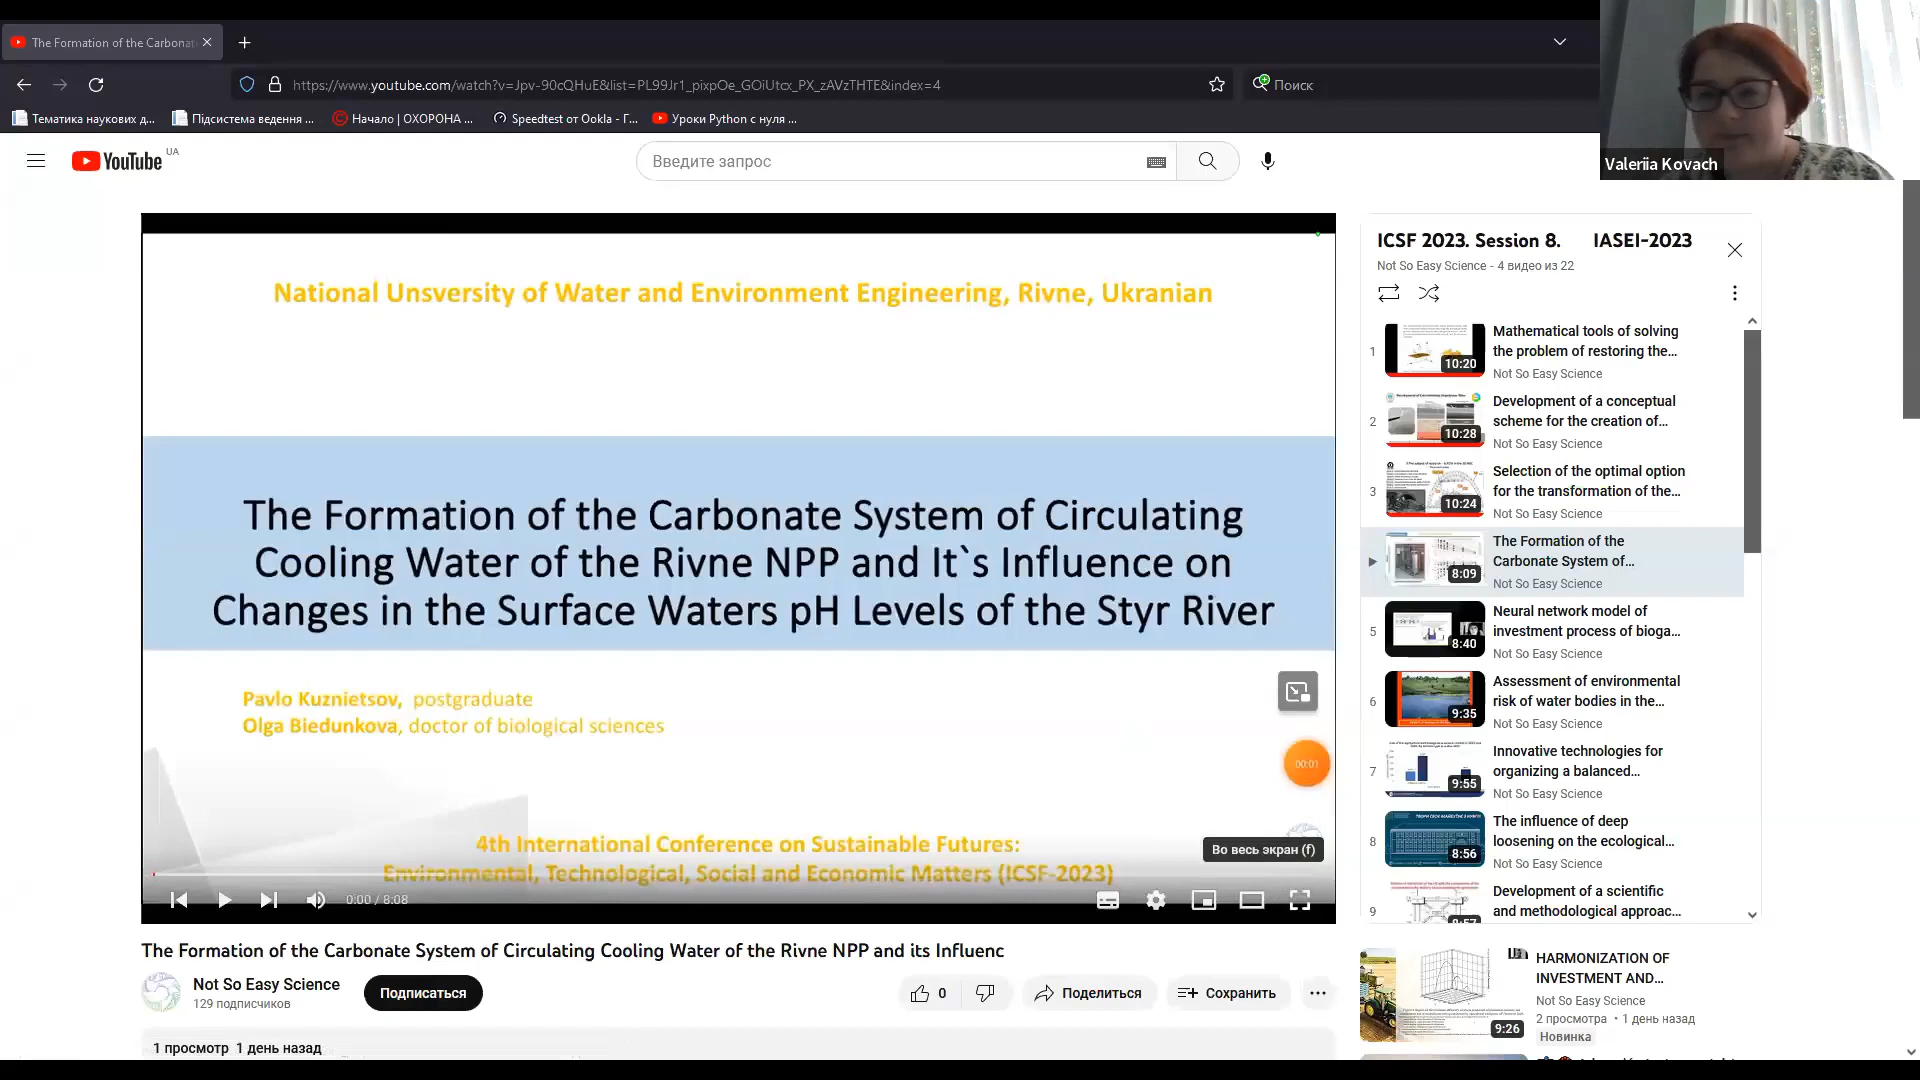 The Formation of the Carbonat
https://www.youtube.com/watch?v=Jpv-90cQHuE&list=PL99Jr1_pixpOe_GOiUtcx_PX_zAVzTHTE&index=4
Поиск
Тематика наукових д...
Підсистема ведення ...
Начало | ОХОРОНА ...
Speedtest от Ookla - Г...
Уроки Python с нуля ...
Valeriia Kovach
YouTube UA
Введите запрос
National Unsversity of Water and Environment Engineering, Rivne, Ukranian
The Formation of the Carbonate System of Circulating
Cooling Water of the Rivne NPP and It`s Influence on
Changes in the Surface Waters pH Levels of the Styr River
Pavlo Kuznietsov, postgraduate
Olga Biedunkova, doctor of biological sciences
00:01
4th International Conference on Sustainable Futures:
Environmental, Technological, Social and Economic Matters (ICSF-2023)
Во весь экран (f)
0:00 / 8:08
The Formation of the Carbonate System of Circulating Cooling Water of the Rivne NPP and its Influenc
Not So Easy Science
129 подписчиков
Подписаться
0
Поделиться
Сохранить
1 просмотр 1 день назад
ICSF 2023. Session 8. IASEI-2023
Not So Easy Science - 4 видео из 22
1
10:20
Mathematical tools of solving
the problem of restoring the...
Not So Easy Science
2
10:28
Development of a conceptual
scheme for the creation of...
Not So Easy Science
3
10:24
Selection of the optimal option
for the transformation of the...
Not So Easy Science
8:09
The Formation of the
Carbonate System of...
Not So Easy Science
5
8:40
Neural network model of
investment process of bioga...
Not So Easy Science
6
9:35
Assessment of environmental
risk of water bodies in the...
Not So Easy Science
7
9:55
Innovative technologies for
organizing a balanced...
Not So Easy Science
8
8:56
The influence of deep
loosening on the ecological...
Not So Easy Science
9
Development of a scientific
and methodological approac...
9:26
HARMONIZATION OF
INVESTMENT AND...
Not So Easy Science
2 просмотра • 1 день назад
Новинка